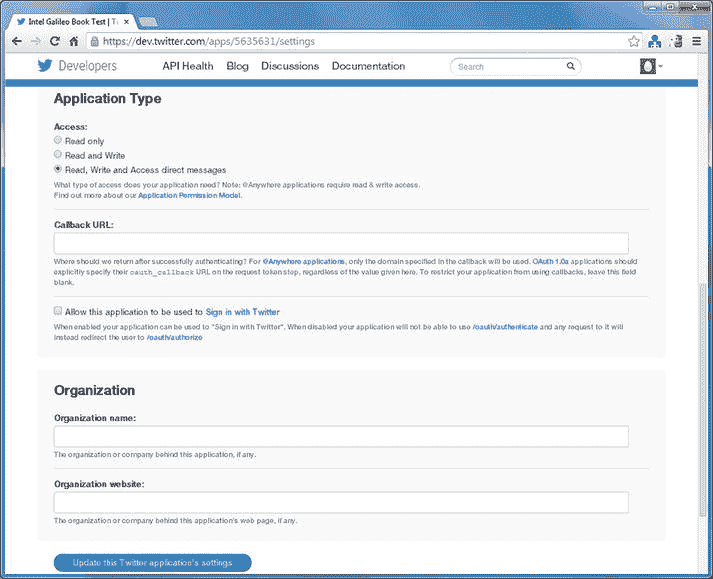 Intel Galileo Book Test | Tw
https://dev.twitter.com/apps/5635631/settings
Developers API Health Blog Discussions Documentation Search
Application Type
Access:
Read only
Read and Write
Read, Write and Access direct messages
What type of access does your application need? Note: @Anywhere applications require read & write access.
Find out more about our Application Permission Model.
Callback URL:
Where should we return after successfully authenticating? For @Anywhere applications, only the domain specified in the callback will be used. OAuth 1.0a applications should
explicitly specify their oauth_callback URL on the request token step, regardless of the value given here. To restrict your application from using callbacks, leave this field
blank.
Allow this application to be used to Sign in with Twitter
When enabled your application can be used to "Sign in with Twitter". When disabled your application will not be able to use /oauth/authenticate and any request to it will
instead redirect the user to /oauth/authorize
Organization
Organization name:
The organization or company behind this application, if any.
Organization website:
The organization or company behind this application's web page, if any.
Update this Twitter application's settings